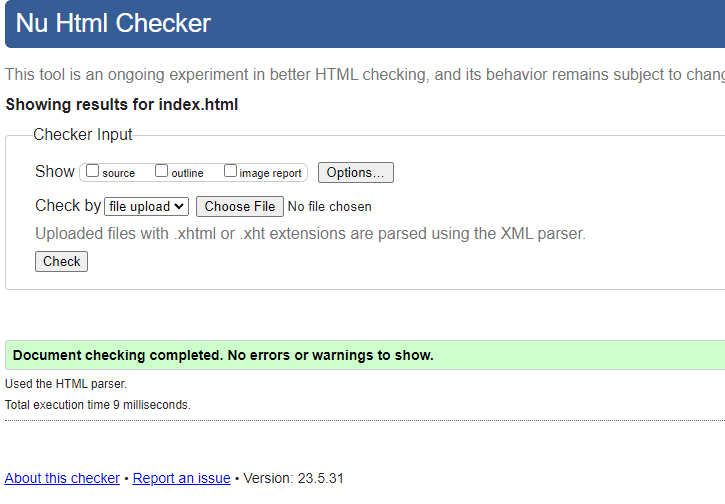 Nu Html Checker
This tool is an ongoing experiment in better HTML checking, and its behavior remains subject to
Showing results for index.html
Checker Input
Show source outline image report Options...
Check by file upload Choose File No file chosen
Uploaded files with .xhtml or .xht extensions are parsed using the XML parser.
Check
Document checking completed. No errors or warnings to show.
Used the HTML parser.
Total execution time 9 milliseconds.
About this checker • Report an issue • Version: 23.5.31